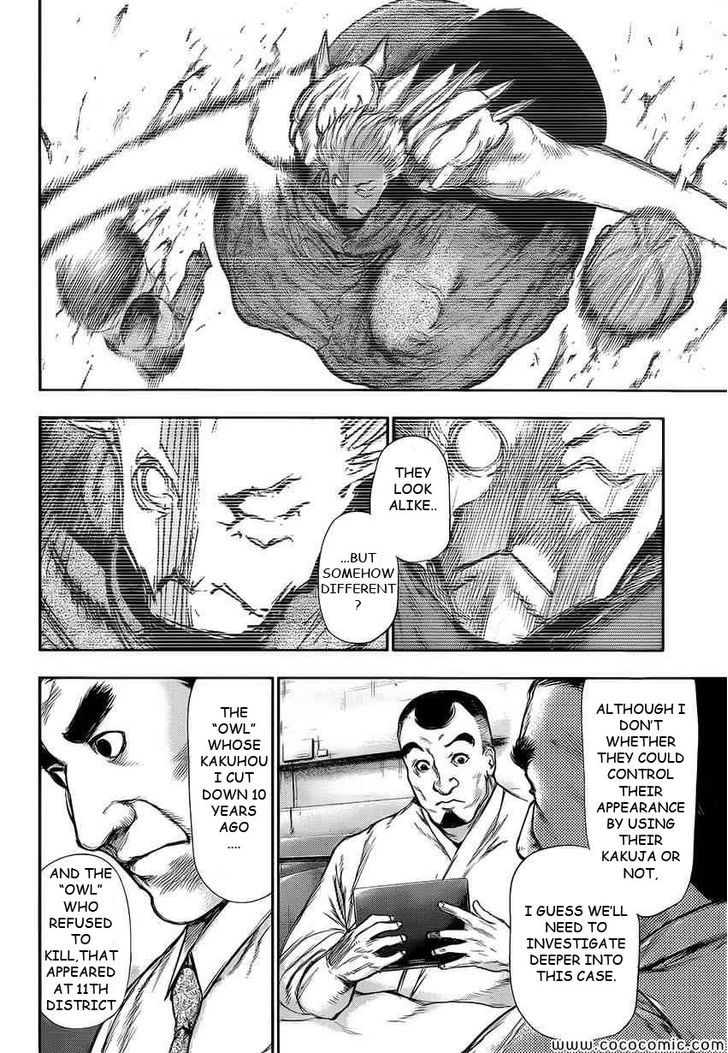 THEY
LOOK
ALIKE..
...BUT
SOMEHOW
DIFFERENT
?
THE
"OWL"
WHOSE
KAKUHOU
I CUT
DOWN 10
YEARS
AGO
....
AND THE
"OWL"
WHO
REFUSED
TO
KILL,THAT
APPEARED
AT 11TH
DISTRICT
ALTHOUGH I
DON'T
WHETHER
THEY COULD
CONTROL
THEIR
APPEARANCE
BY USING
THEIR
KAKUJA OR
NOT,
I GUESS WE'LL
NEED TO
INVESTIGATE
DEEPER INTO
THIS CASE.
www.cococomic.com